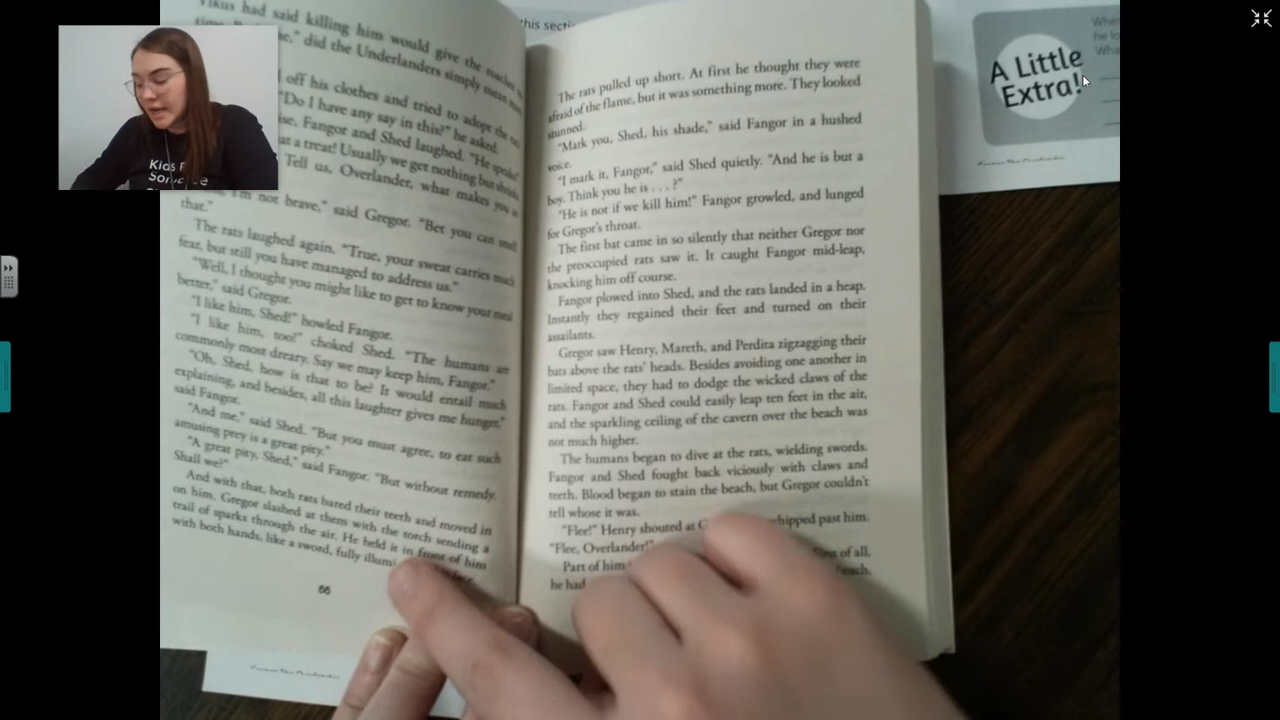 Vikus had said killing him would give the roaches
time.
did the Underlanders simply mean
off his clothes and tried to adopt the
"Do I have any say in this?" he asked.
Fangor and Shed laughed. "He speaks!
at a treat! Usually we get nothing but shrieks
Tell us, Overlander, what makes you so
I'm not brave," said Gregor. "Bet you can smell
that."
The rats laughed again. "True, your sweat carries much
fear, but still you have managed to address us."
"Well, I thought you might like to get to know your meal
better," said Gregor.
"I like him, Shed!" howled Fangor.
"I like him, too!" choked Shed. "The humans are
commonly most dreary. Say we may keep him, Fangor."
"Oh, Shed, how is that to be? It would entail much
explaining, and besides, all this laughter gives me hunger,"
said Fangor.
"And me," said Shed. "But you must agree, to eat such
amusing prey is a great pity."
"A great pity, Shed," said Fangor. "But without remedy.
Shall we?"
And with that, both rats bared their teeth and moved in
on him. Gregor slashed at them with the torch sending a
trail of sparks through the air. He held it in front of him
with both hands, like a sword, fully illumi
66
The rats pulled up short. At first he thought they were
afraid of the flame, but it was something more. They looked
stunned.
"Mark you, Shed, his shade," said Fangor in a hushed
voice.
"I mark it, Fangor," said Shed quietly. "And he is but a
boy. Think you he is . . . ?"
"He is not if we kill him!" Fangor growled, and lunged
for Gregor's throat.
The first bat came in so silently that neither Gregor nor
the preoccupied rats saw it. It caught Fangor mid-leap,
knocking him off course.
Fangor plowed into Shed, and the rats landed in a heap.
Instantly they regained their feet and turned on their
assailants.
Gregor saw Henry, Mareth, and Perdita zigzagging their
bats above the rats' heads. Besides avoiding one another in
limited space, they had to dodge the wicked claws of the
rats. Fangor and Shed could easily leap ten feet in the air,
and the sparkling ceiling of the cavern over the beach was
not much higher.
The humans began to dive at the rats, wielding swords.
Fangor and Shed fought back viciously with claws and
teeth. Blood began to stain the beach, but Gregor couldn't
tell whose it was.
"Flee!" Henry shouted at G whipped past him.
"Flee, Overlander!"
Part of him First of all,
he had beach,
this secti
A Little
Extra!
Kids